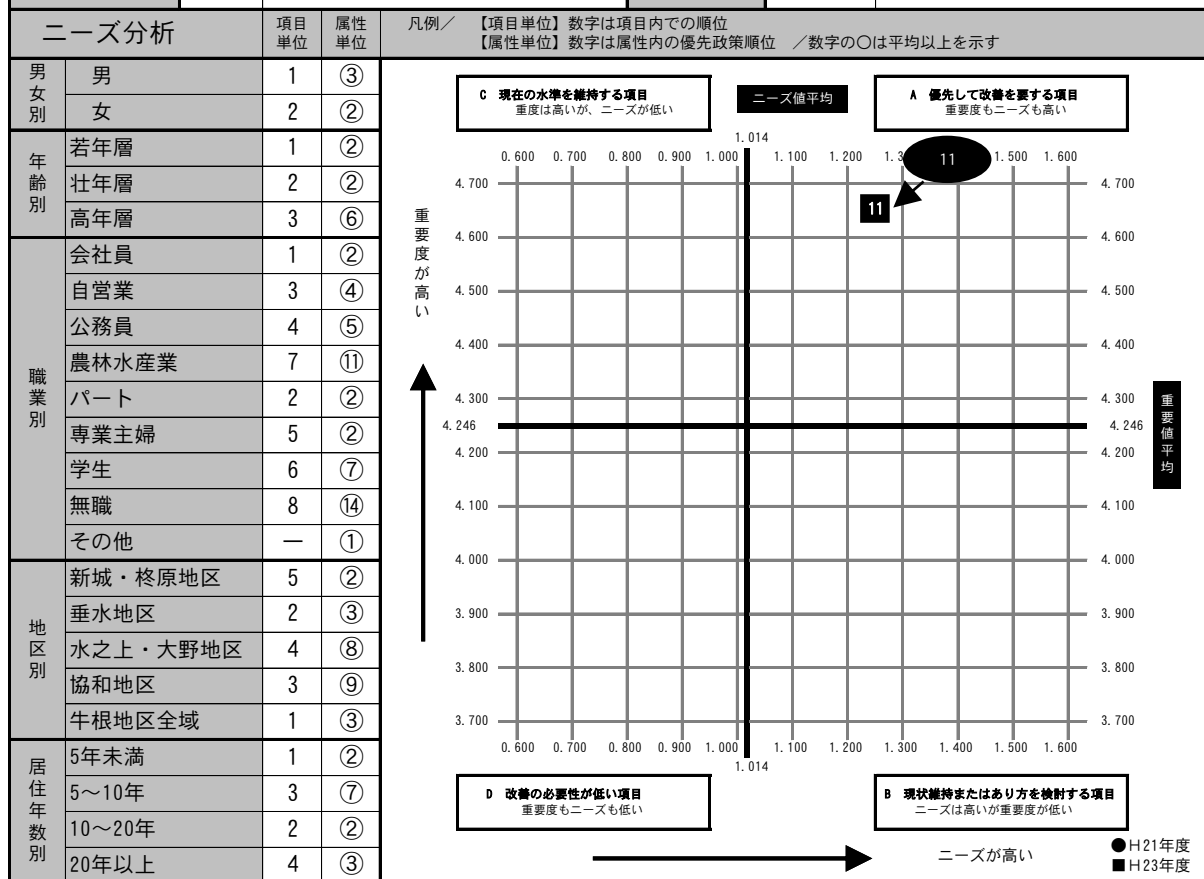 ニーズ分析 項目単位 属性単位
凡例／ 【項目単位】数字は項目内での順位
【属性単位】数字は属性内の優先政策順位 ／数字の○は平均以上を示す
男女別
男 1 ③
女 2 ②
年齢別
若年層 1 ②
壮年層 2 ②
高年層 3 ⑥
職業別
会社員 1 ②
自営業 3 ④
公務員 4 ⑤
農林水産業 7 ⑪
パート 2 ②
専業主婦 5 ②
学生 6 ⑦
無職 8 ⑭
その他 － ①
地区別
新城・柊原地区 5 ②
垂水地区 2 ③
水之上・大野地区 4 ⑧
協和地区 3 ⑨
牛根地区全域 1 ③
居住年数別
5年未満 1 ②
5～10年 3 ⑦
10～20年 2 ②
20年以上 4 ③
C 現在の水準を維持する項目
重度は高いが、ニーズが低い
ニーズ値平均
A 優先して改善を要する項目
重要度もニーズも高い
1.014
0.600 0.700 0.800 0.900 1.000 1.100 1.200 1.3 11 1.500 1.600
4.700 4.700
11
4.600 4.600
4.500 4.500
4.400 4.400
4.300 4.300
4.246 4.246
4.200 4.200
4.100 4.100
4.000 4.000
3.900 3.900
3.800 3.800
3.700 3.700
重要度が高い
重要値平均
0.600 0.700 0.800 0.900 1.000 1.100 1.200 1.300 1.400 1.500 1.600
1.014
D 改善の必要性が低い項目
重要度もニーズも低い
B 現状維持またはあり方を検討する項目
ニーズは高いが重要度が低い
ニーズが高い
●H21年度
■H23年度